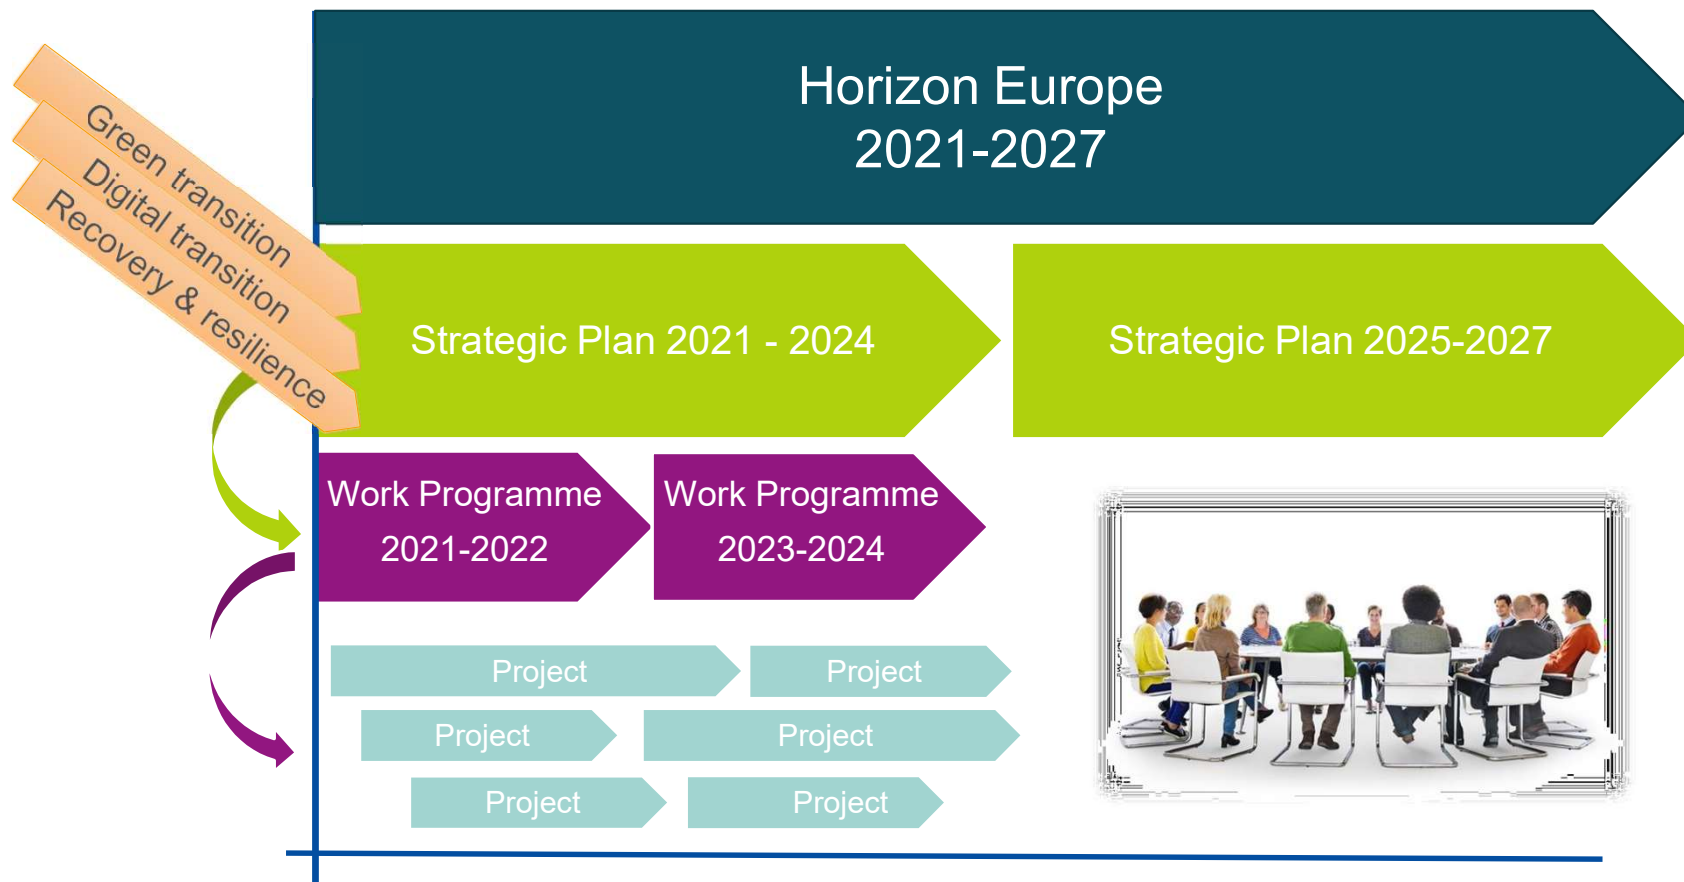 Horizon Europe
2021-2027
Green transition
Digital transition
Recovery & resilience
Strategic Plan 2021 - 2024
Strategic Plan 2025-2027
Work Programme
2021-2022
Work Programme
2023-2024
Project
Project
Project
Project
Project
Project